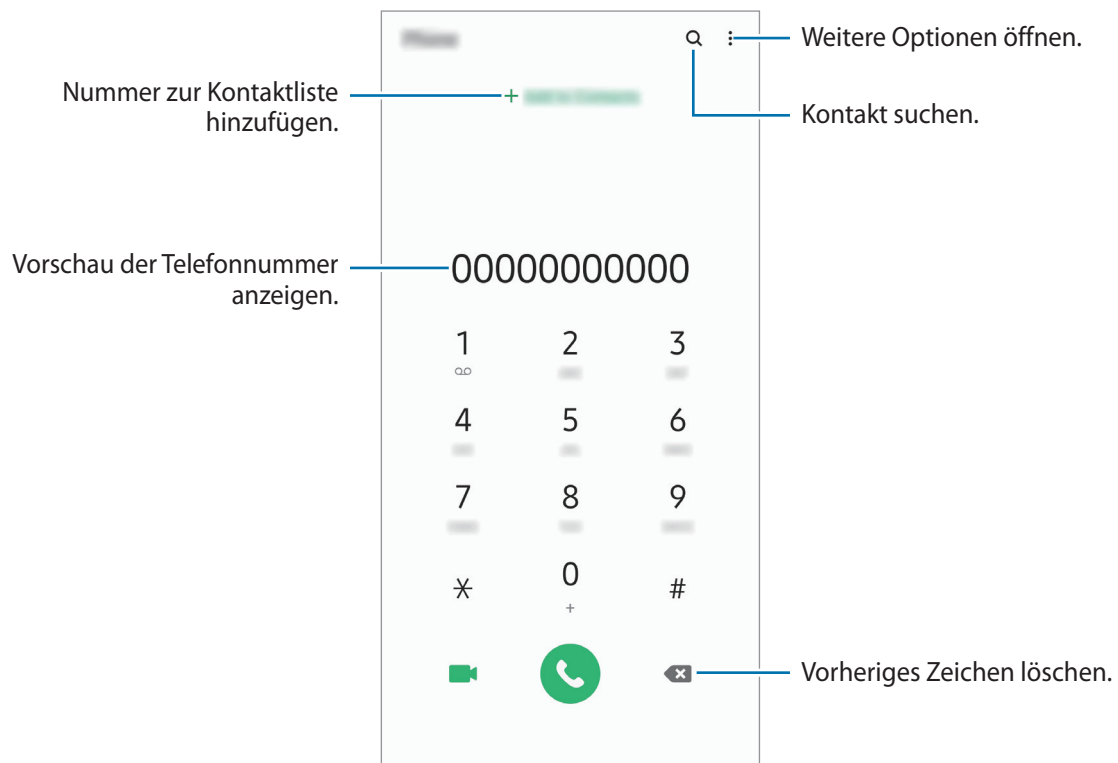 Weitere Optionen öffnen.
Nummer zur Kontaktliste
hinzufügen.
Kontakt suchen.
Vorschau der Telefonnummer
anzeigen.
00000000000
1 2 3
4 5 6
7 8 9
* 0 #
+
Vorheriges Zeichen löschen.